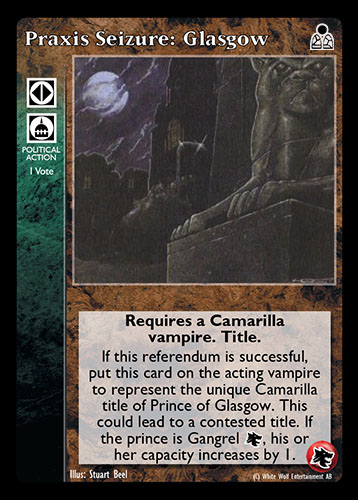 Praxis Seizure: Glasgow
POLITICAL
ACTION
1 Vote
Requires a Camarilla
vampire. Title.
If this referendum is successful,
put this card on the acting vampire
to represent the unique Camarilla
title of Prince of Glasgow. This
could lead to a contested title. If
the prince is Gangrel , his or
her capacity increases by 1.
Illus: Stuart Beel
(C) White Wolf Entertainment AB